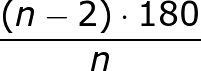 (n − 2) · 180
n